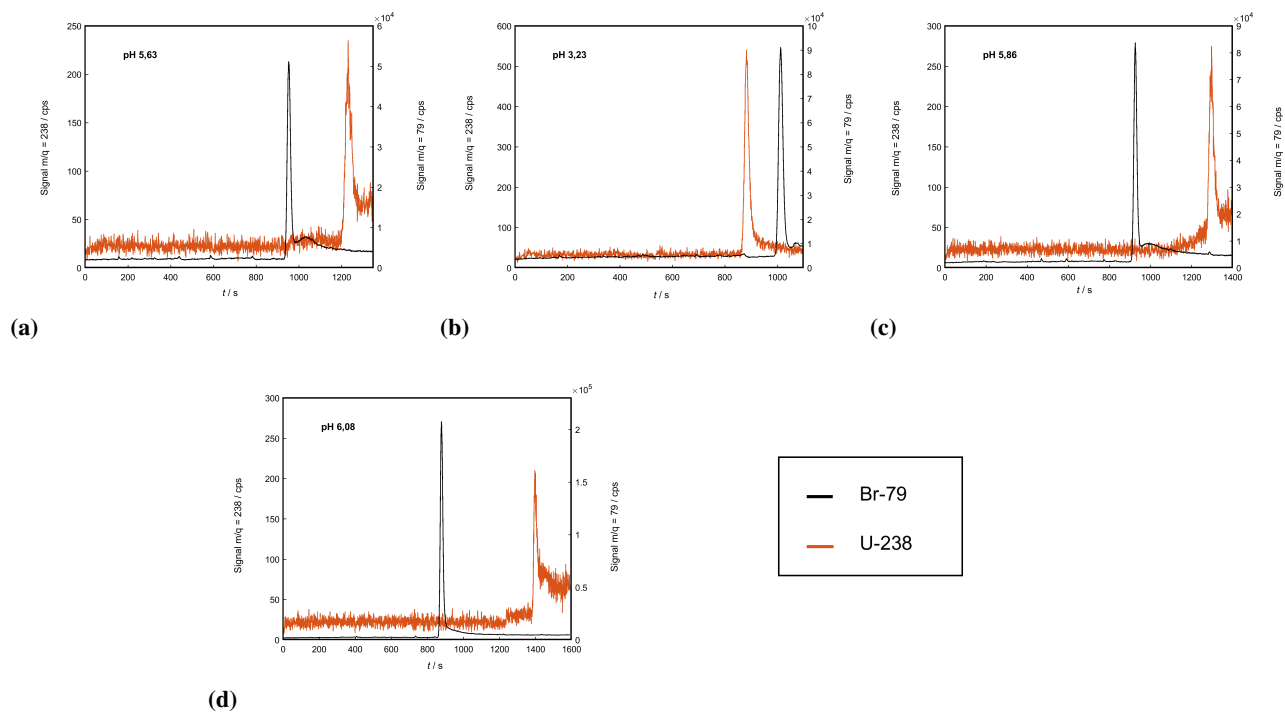 ×10⁴
250
200
150
100
50
0
Signal m/q = 238 / cps
pH 5,63
6
5
4
3
2
1
0
Signal m/q = 79 / cps
0 200 400 600 800 1000 1200
t / s
(a)
×10⁴
600
500
400
300
200
100
0
Signal m/q = 238 / cps
pH 3,23
10
9
8
7
6
5
4
3
2
1
0
Signal m/q = 79 / cps
0 200 400 600 800 1000
t / s
(b)
×10⁴
300
250
200
150
100
50
0
Signal m/q = 238 / cps
pH 5,86
9
8
7
6
5
4
3
2
1
0
Signal m/q = 79 / cps
0 200 400 600 800 1000 1200 1400
t / s
(c)
×10⁵
300
250
200
150
100
50
0
Signal m/q = 238 / cps
pH 6,08
2
1.5
1
0.5
0
Signal m/q = 79 / cps
0 200 400 600 800 1000 1200 1400 1600
t / s
(d)
Br-79
U-238